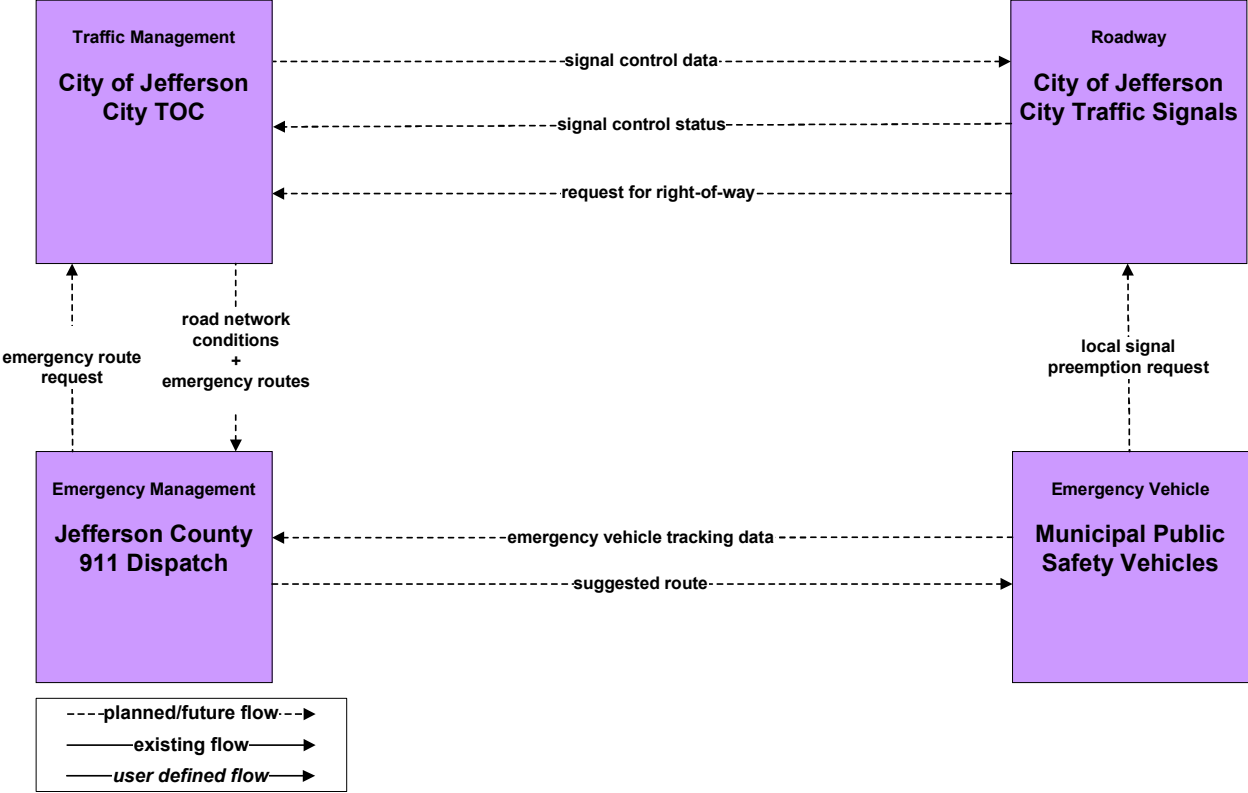 Traffic Management
City of Jefferson
City TOC
Roadway
City of Jefferson
City Traffic Signals
signal control data
signal control status
request for right-of-way
emergency route
request
road network
conditions
+
emergency routes
local signal
preemption request
Emergency Management
Jefferson County
911 Dispatch
Emergency Vehicle
Municipal Public
Safety Vehicles
emergency vehicle tracking data
suggested route
planned/future flow
existing flow
user defined flow